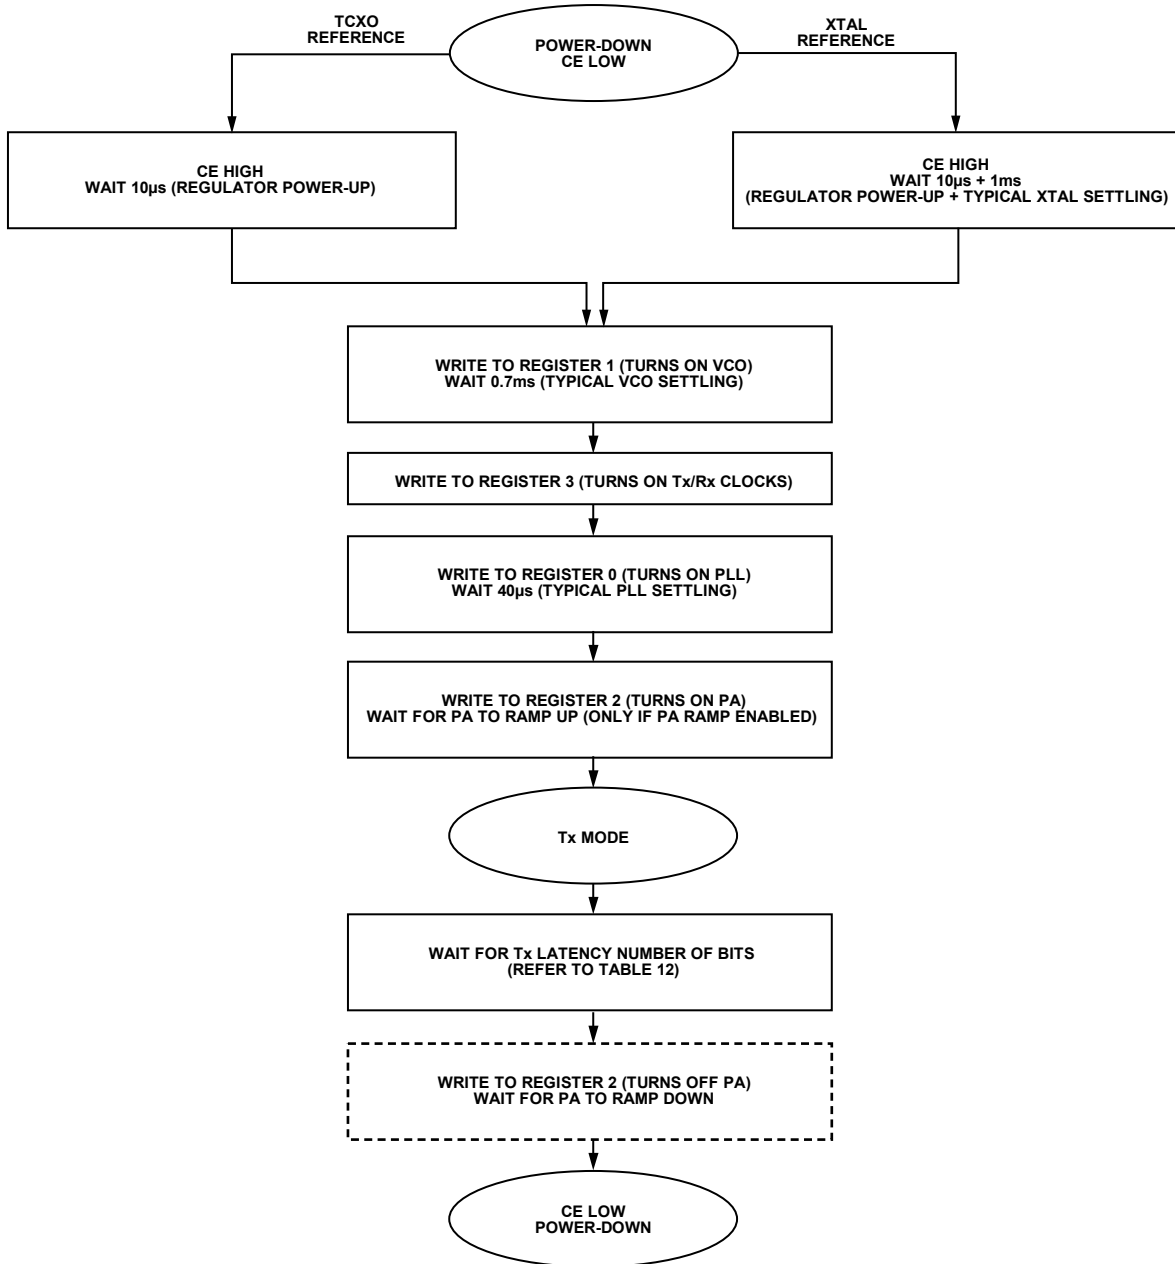 TCXO
REFERENCE
POWER-DOWN
CE LOW
XTAL
REFERENCE
CE HIGH
WAIT 10µs (REGULATOR POWER-UP)
CE HIGH
WAIT 10µs + 1ms
(REGULATOR POWER-UP + TYPICAL XTAL SETTLING)
WRITE TO REGISTER 1 (TURNS ON VCO)
WAIT 0.7ms (TYPICAL VCO SETTLING)
WRITE TO REGISTER 3 (TURNS ON Tx/Rx CLOCKS)
WRITE TO REGISTER 0 (TURNS ON PLL)
WAIT 40µs (TYPICAL PLL SETTLING)
WRITE TO REGISTER 2 (TURNS ON PA)
WAIT FOR PA TO RAMP UP (ONLY IF PA RAMP ENABLED)
Tx MODE
WAIT FOR Tx LATENCY NUMBER OF BITS
(REFER TO TABLE 12)
WRITE TO REGISTER 2 (TURNS OFF PA)
WAIT FOR PA TO RAMP DOWN
CE LOW
POWER-DOWN